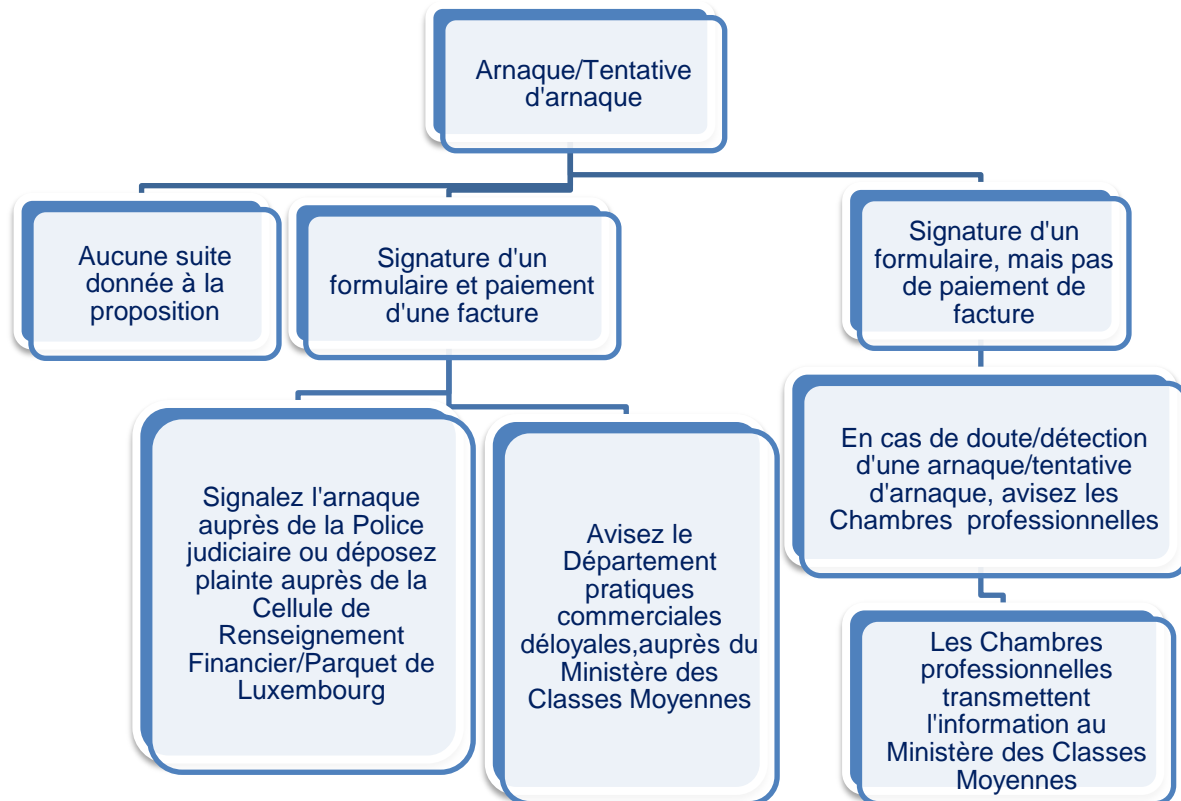 Arnaque/Tentative
d'arnaque
Aucune suite
donnée à la
proposition
Signature d'un
formulaire et paiement
d'une facture
Signature d'un
formulaire, mais pas
de paiement de
facture
Signalez l'arnaque
auprès de la Police
judiciaire ou déposez
plainte auprès de la
Cellule de
Renseignement
Financier/Parquet de
Luxembourg
Avisez le
Département
pratiques
commerciales
déloyales,auprès du
Ministère des
Classes Moyennes
En cas de doute/détection
d'une arnaque/tentative
d'arnaque, avisez les
Chambres  professionnelles
Les Chambres
professionnelles
transmettent
l'information au
Ministère des Classes
Moyennes